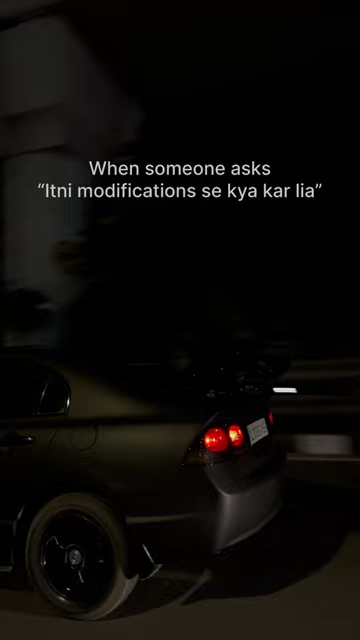 When someone asks
“Itni modifications se kya kar lia”